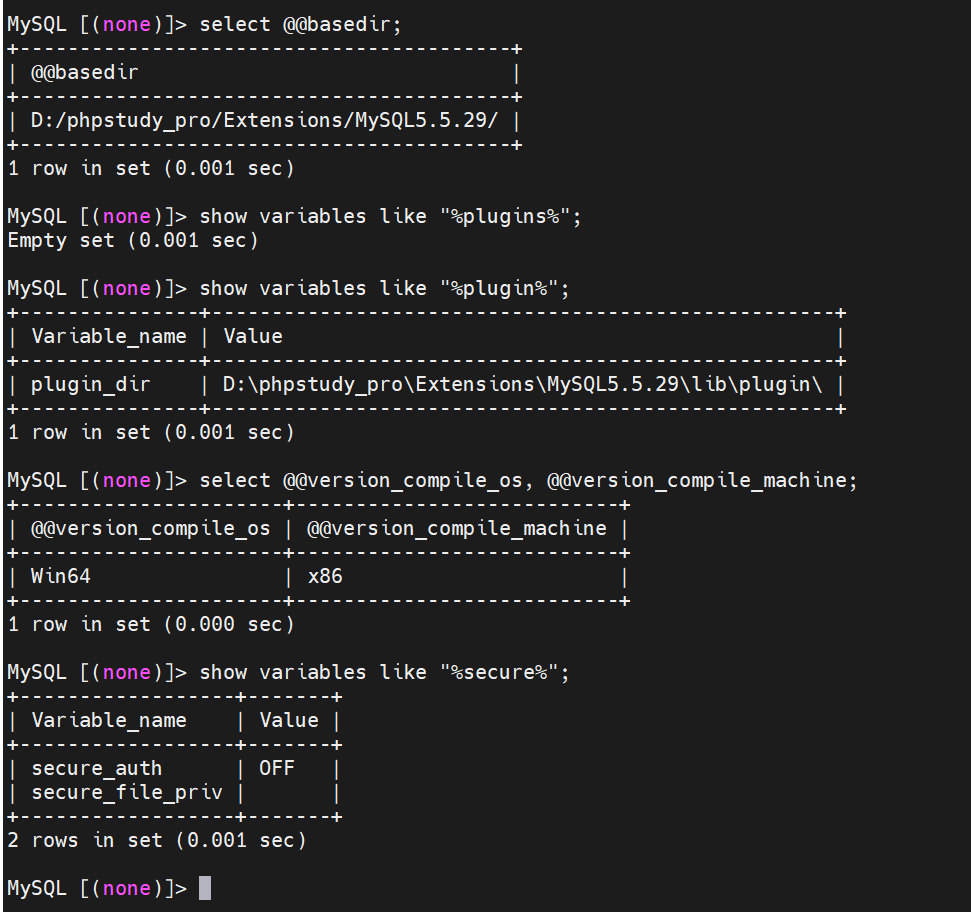 MySQL [(none)]> select @@basedir;
+-----------------------------------------+
| @@basedir                               |
+-----------------------------------------+
| D:/phpstudy_pro/Extensions/MySQL5.5.29/ |
+-----------------------------------------+
1 row in set (0.001 sec)
MySQL [(none)]> show variables like "%plugins%";
Empty set (0.001 sec)
MySQL [(none)]> show variables like "%plugin%";
+---------------+----------------------------------------------------+
| Variable_name | Value                                              |
+---------------+----------------------------------------------------+
| plugin_dir    | D:\phpstudy_pro\Extensions\MySQL5.5.29\lib\plugin\ |
+---------------+----------------------------------------------------+
1 row in set (0.001 sec)
MySQL [(none)]> select @@version_compile_os, @@version_compile_machine;
+----------------------+---------------------------+
| @@version_compile_os | @@version_compile_machine |
+----------------------+---------------------------+
| Win64                | x86                       |
+----------------------+---------------------------+
1 row in set (0.000 sec)
MySQL [(none)]> show variables like "%secure%";
+------------------+-------+
| Variable_name    | Value |
+------------------+-------+
| secure_auth      | OFF   |
| secure_file_priv |       |
+------------------+-------+
2 rows in set (0.001 sec)
MySQL [(none)]>